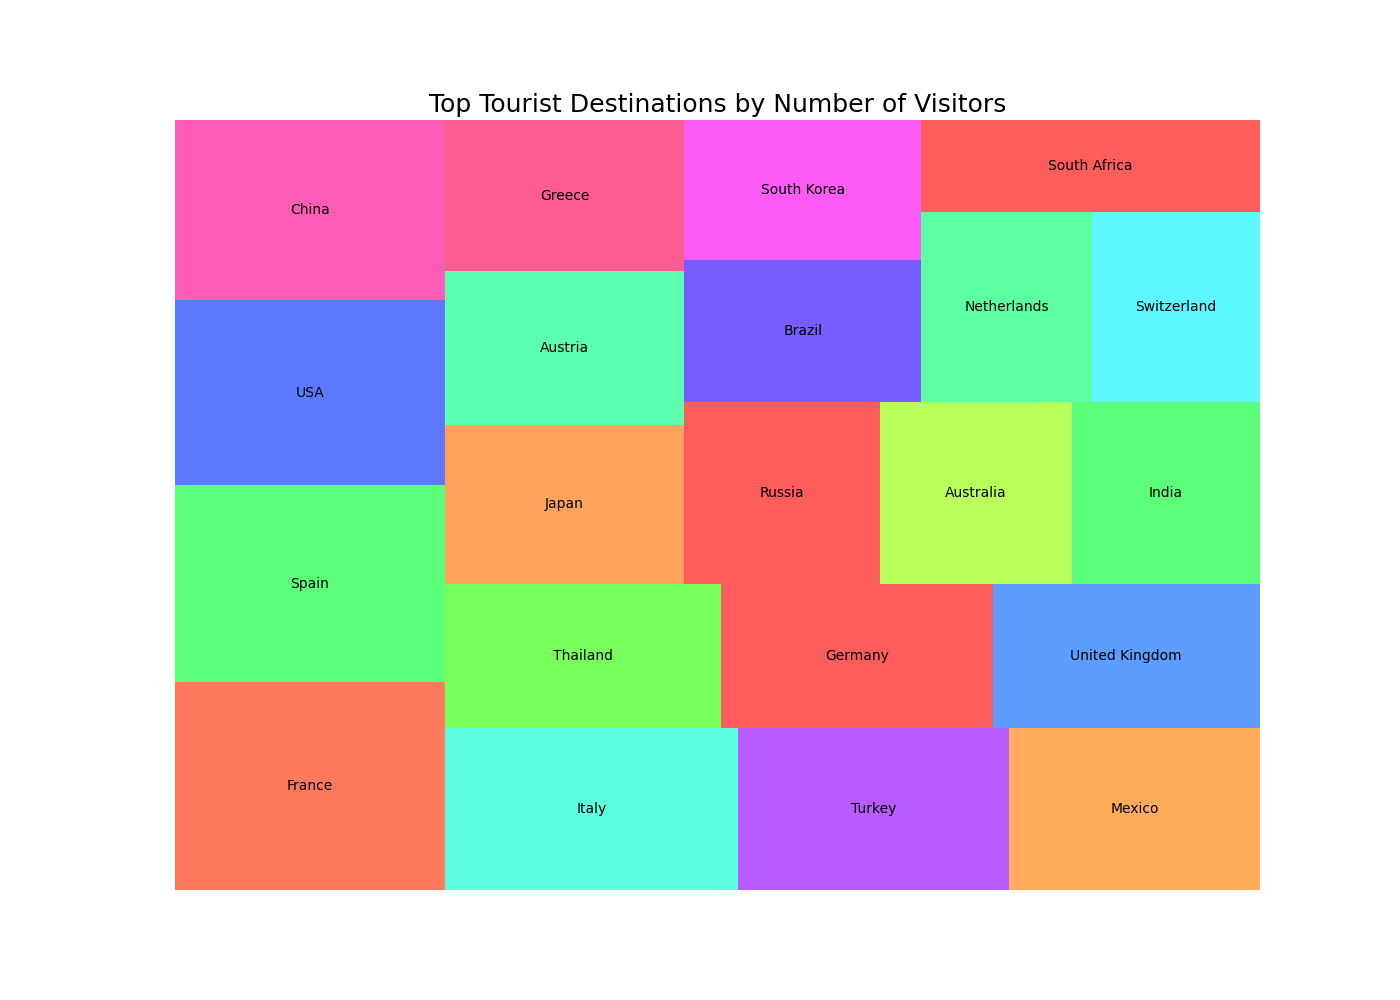 Top Tourist Destinations by Number of Visitors
China
Greece
South Korea
South Africa
USA
Austria
Brazil
Netherlands
Switzerland
Spain
Japan
Russia
Australia
India
Thailand
Germany
United Kingdom
France
Italy
Turkey
Mexico